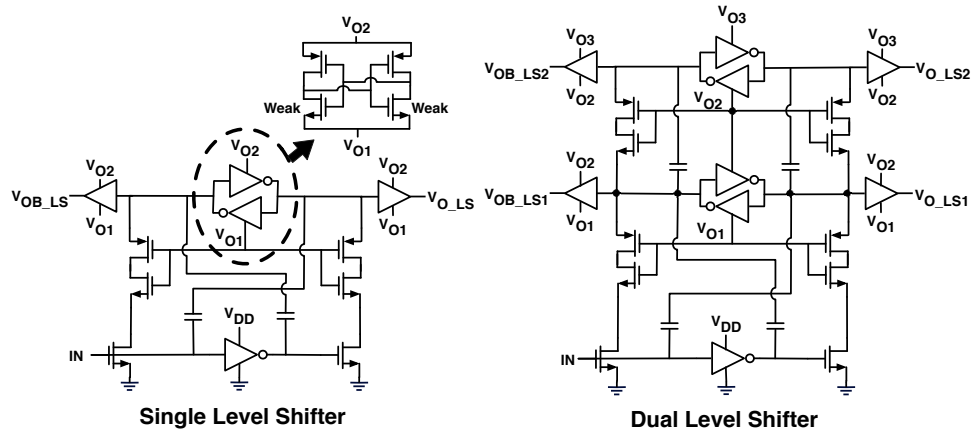 VO2
Weak
Weak
VO1
VO2
VO2
VO2
VOB_LS
VO_LS
VO1
VO1
VO1
VDD
IN
Single Level Shifter
VO3
VO3
VO3
VOB_LS2
VO_LS2
VO2
VO2
VO2
VO2
VO2
VOB_LS1
VO_LS1
VO1
VO1
VO1
VDD
IN
Dual Level Shifter